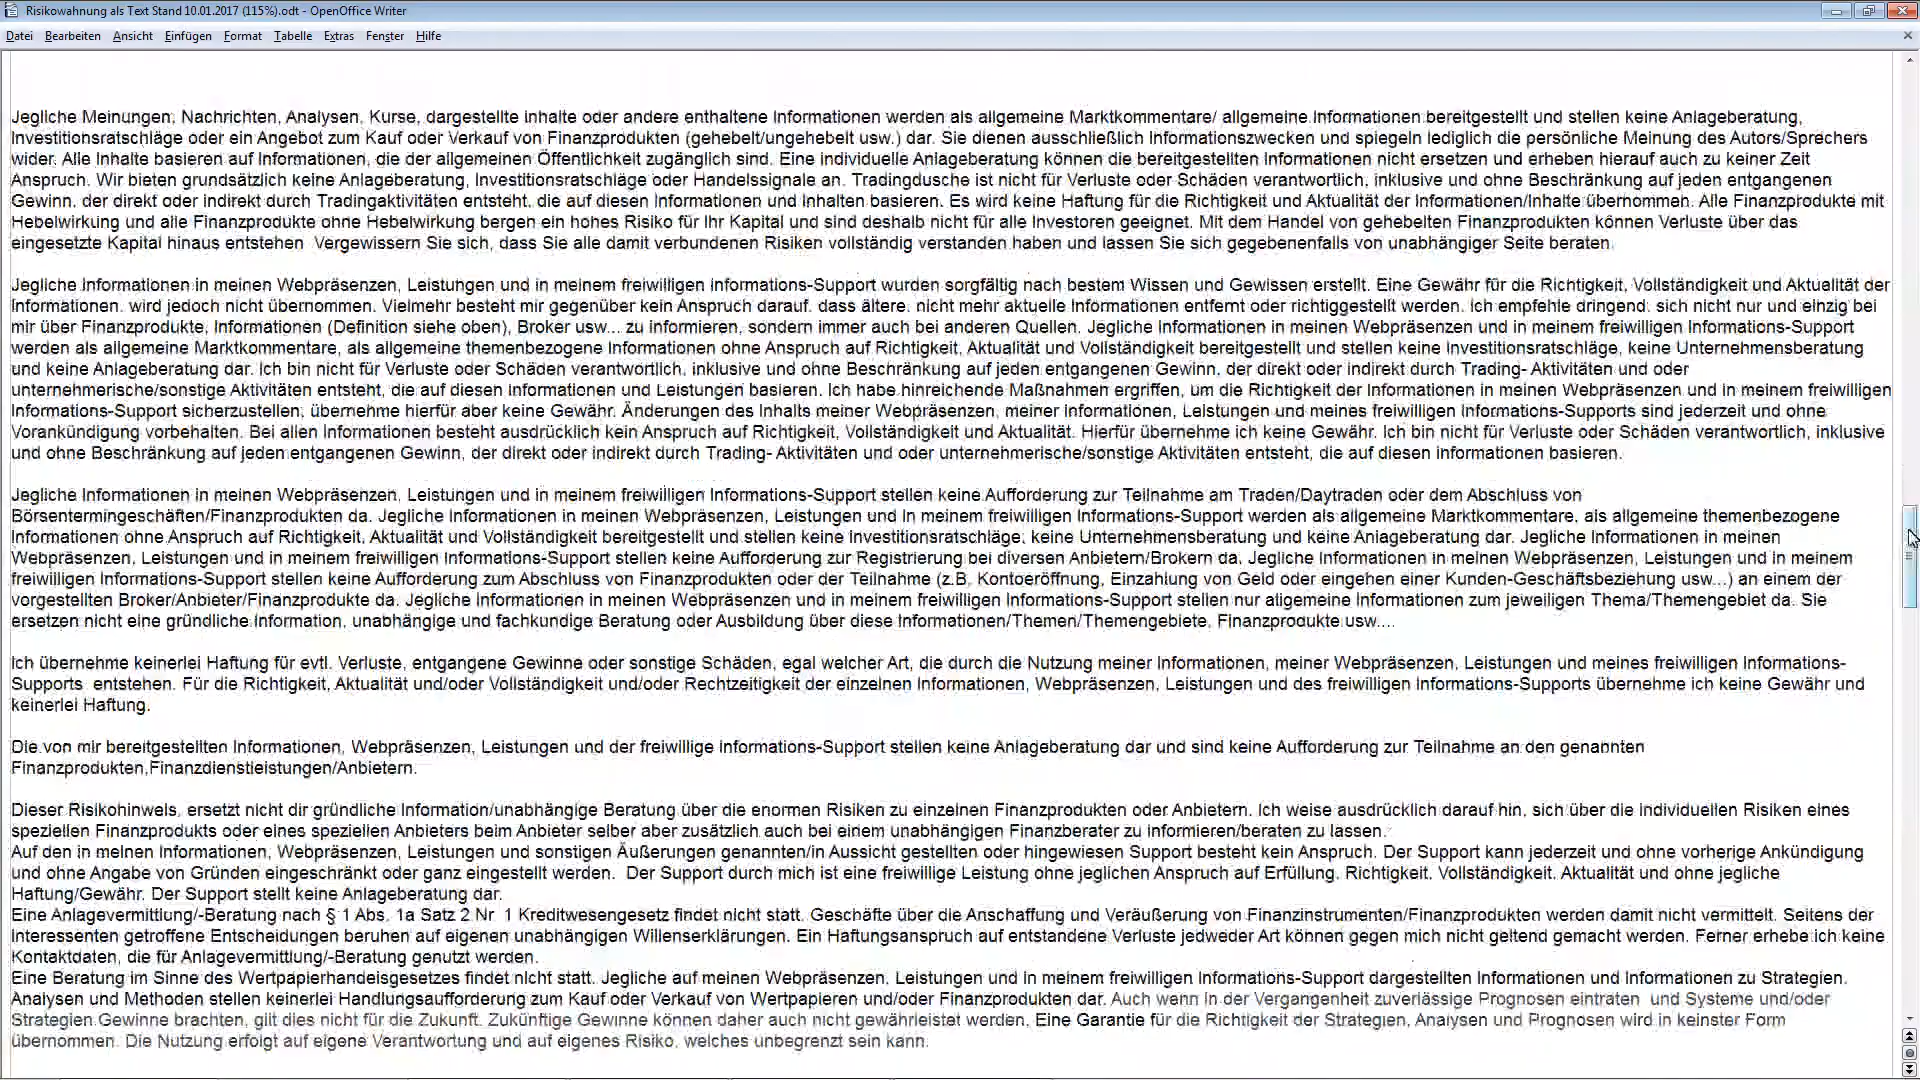 Risikowahnung als Text Stand 10.01.2017 (115%).odt - OpenOffice Writer
Datei Bearbeiten Ansicht Einfügen Format Tabelle Extras Fenster Hilfe
Jegliche Meinungen, Nachrichten, Analysen, Kurse, dargestellte Inhalte oder andere enthaltene Informationen werden als allgemeine Marktkommentare/ allgemeine Informationen bereitgestellt und stellen keine Anlageberatung,
Investitionsratschläge oder ein Angebot zum Kauf oder Verkauf von Finanzprodukten (gehebelt/ungehebelt usw.) dar. Sie dienen ausschließlich Informationszwecken und spiegeln lediglich die persönliche Meinung des Autors/Sprechers
wider. Alle Inhalte basieren auf Informationen, die der allgemeinen Öffentlichkeit zugänglich sind. Eine individuelle Anlageberatung können die bereitgestellten Informationen nicht ersetzen und erheben hierauf auch zu keiner Zeit
Anspruch. Wir bieten grundsätzlich keine Anlageberatung, Investitionsratschläge oder Handelssignale an. Tradingdusche ist nicht für Verluste oder Schäden verantwortlich, inklusive und ohne Beschränkung auf jeden entgangenen
Gewinn, der direkt oder indirekt durch Tradingaktivitäten entsteht, die auf diesen Informationen und Inhalten basieren. Es wird keine Haftung für die Richtigkeit und Aktualität der Informationen/Inhalte übernommen. Alle Finanzprodukte mit
Hebelwirkung und alle Finanzprodukte ohne Hebelwirkung bergen ein hohes Risiko für Ihr Kapital und sind deshalb nicht für alle Investoren geeignet. Mit dem Handel von gehebelten Finanzprodukten können Verluste über das
eingesetzte Kapital hinaus entstehen Vergewissern Sie sich, dass Sie alle damit verbundenen Risiken vollständig verstanden haben und lassen Sie sich gegebenenfalls von unabhängiger Seite beraten.
Jegliche Informationen in meinen Webpräsenzen, Leistungen und in meinem freiwilligen Informations-Support wurden sorgfältig nach bestem Wissen und Gewissen erstellt. Eine Gewähr für die Richtigkeit, Vollständigkeit und Aktualität der
Informationen, wird jedoch nicht übernommen. Vielmehr besteht mir gegenüber kein Anspruch darauf, dass ältere, nicht mehr aktuelle Informationen entfernt oder richtiggestellt werden. Ich empfehle dringend, sich nicht nur und einzig bei
mir über Finanzprodukte, Informationen (Definition siehe oben), Broker usw... zu informieren, sondern immer auch bei anderen Quellen. Jegliche Informationen in meinen Webpräsenzen und in meinem freiwilligen Informations-Support
werden als allgemeine Marktkommentare, als allgemeine themenbezogene Informationen ohne Anspruch auf Richtigkeit, Aktualität und Vollständigkeit bereitgestellt und stellen keine Investitionsratschläge, keine Unternehmensberatung
und keine Anlageberatung dar. Ich bin nicht für Verluste oder Schäden verantwortlich, inklusive und ohne Beschränkung auf jeden entgangenen Gewinn, der direkt oder indirekt durch Trading- Aktivitäten und oder
unternehmerische/sonstige Aktivitäten entsteht, die auf diesen Informationen und Leistungen basieren. Ich habe hinreichende Maßnahmen ergriffen, um die Richtigkeit der Informationen in meinen Webpräsenzen und in meinem freiwilligen
Informations-Support sicherzustellen, übernehme hierfür aber keine Gewähr. Änderungen des Inhalts meiner Webpräsenzen, meiner Informationen, Leistungen und meines freiwilligen Informations-Supports sind jederzeit und ohne
Vorankündigung vorbehalten. Bei allen Informationen besteht ausdrücklich kein Anspruch auf Richtigkeit, Vollständigkeit und Aktualität. Hierfür übernehme ich keine Gewähr. Ich bin nicht für Verluste oder Schäden verantwortlich, inklusive
und ohne Beschränkung auf jeden entgangenen Gewinn, der direkt oder indirekt durch Trading- Aktivitäten und oder unternehmerische/sonstige Aktivitäten entsteht, die auf diesen informationen basieren.
Jegliche Informationen in meinen Webpräsenzen, Leistungen und in meinem freiwilligen Informations-Support stellen keine Aufforderung zur Teilnahme am Traden/Daytraden oder dem Abschluss von
Börsentermingeschäften/Finanzprodukten da. Jegliche Informationen in meinen Webpräsenzen, Leistungen und in meinem freiwilligen Informations-Support werden als allgemeine Marktkommentare, als allgemeine themenbezogene
Informationen ohne Anspruch auf Richtigkeit, Aktualität und Vollständigkeit bereitgestellt und stellen keine Investitionsratschläge, keine Unternehmensberatung und keine Anlageberatung dar. Jegliche Informationen in meinen
Webpräsenzen, Leistungen und in meinem freiwilligen Informations-Support stellen keine Aufforderung zur Registrierung bei diversen Anbietern/Brokern da. Jegliche Informationen in meinen Webpräsenzen, Leistungen und in meinem
freiwilligen Informations-Support stellen keine Aufforderung zum Abschluss von Finanzprodukten oder der Teilnahme (z.B. Kontoeröffnung, Einzahlung von Geld oder eingehen einer Kunden-Geschäftsbeziehung usw...) an einem der
vorgestellten Broker/Anbieter/Finanzprodukte da. Jegliche Informationen in meinen Webpräsenzen und in meinem freiwilligen Informations-Support stellen nur allgemeine Informationen zum jeweiligen Thema/Themengebiet da. Sie
ersetzen nicht eine gründliche Information, unabhängige und fachkundige Beratung oder Ausbildung über diese Informationen/Themen/Themengebiete, Finanzprodukte usw....
Ich übernehme keinerlei Haftung für evtl. Verluste, entgangene Gewinne oder sonstige Schäden, egal welcher Art, die durch die Nutzung meiner Informationen, meiner Webpräsenzen, Leistungen und meines freiwilligen Informations-
Supports entstehen. Für die Richtigkeit, Aktualität und/oder Vollständigkeit und/oder Rechtzeitigkeit der einzelnen Informationen, Webpräsenzen, Leistungen und des freiwilligen Informations-Supports übernehme ich keine Gewähr und
keinerlei Haftung.
Die von mir bereitgestellten Informationen, Webpräsenzen, Leistungen und der freiwillige Informations-Support stellen keine Anlageberatung dar und sind keine Aufforderung zur Teilnahme an den genannten
Finanzprodukten,Finanzdienstleistungen/Anbietern.
Dieser Risikohinweis, ersetzt nicht dir gründliche Information/unabhängige Beratung über die enormen Risiken zu einzelnen Finanzprodukten oder Anbietern. Ich weise ausdrücklich darauf hin, sich über die individuellen Risiken eines
speziellen Finanzprodukts oder eines speziellen Anbieters beim Anbieter selber aber zusätzlich auch bei einem unabhängigen Finanzberater zu informieren/beraten zu lassen.
Auf den in meinen Informationen, Webpräsenzen, Leistungen und sonstigen Äußerungen genannten/in Aussicht gestellten oder hingewiesen Support besteht kein Anspruch. Der Support kann jederzeit und ohne vorherige Ankündigung
und ohne Angabe von Gründen eingeschränkt oder ganz eingestellt werden. Der Support durch mich ist eine freiwillige Leistung ohne jeglichen Anspruch auf Erfüllung, Richtigkeit, Vollständigkeit, Aktualität und ohne jegliche
Haftung/Gewähr. Der Support stellt keine Anlageberatung dar.
Eine Anlagevermittlung/-Beratung nach § 1 Abs. 1a Satz 2 Nr 1 Kreditwesengesetz findet nicht statt. Geschäfte über die Anschaffung und Veräußerung von Finanzinstrumenten/Finanzprodukten werden damit nicht vermittelt. Seitens der
Interessenten getroffene Entscheidungen beruhen auf eigenen unabhängigen Willenserklärungen. Ein Haftungsanspruch auf entstandene Verluste jedweder Art können gegen mich nicht geltend gemacht werden. Ferner erhebe ich keine
Kontaktdaten, die für Anlagevermittlung/-Beratung genutzt werden.
Eine Beratung im Sinne des Wertpapierhandelsgesetzes findet nicht statt. Jegliche auf meinen Webpräsenzen, Leistungen und in meinem freiwilligen Informations-Support dargestellten Informationen und Informationen zu Strategien,
Analysen und Methoden stellen keinerlei Handlungsaufforderung zum Kauf oder Verkauf von Wertpapieren und/oder Finanzprodukten dar. Auch wenn in der Vergangenheit zuverlässige Prognosen eintraten und Systeme und/oder
Strategien Gewinne brachten, gilt dies nicht für die Zukunft. Zukünftige Gewinne können daher auch nicht gewährleistet werden. Eine Garantie für die Richtigkeit der Strategien, Analysen und Prognosen wird in keinster Form
übernommen. Die Nutzung erfolgt auf eigene Verantwortung und auf eigenes Risiko, welches unbegrenzt sein kann.